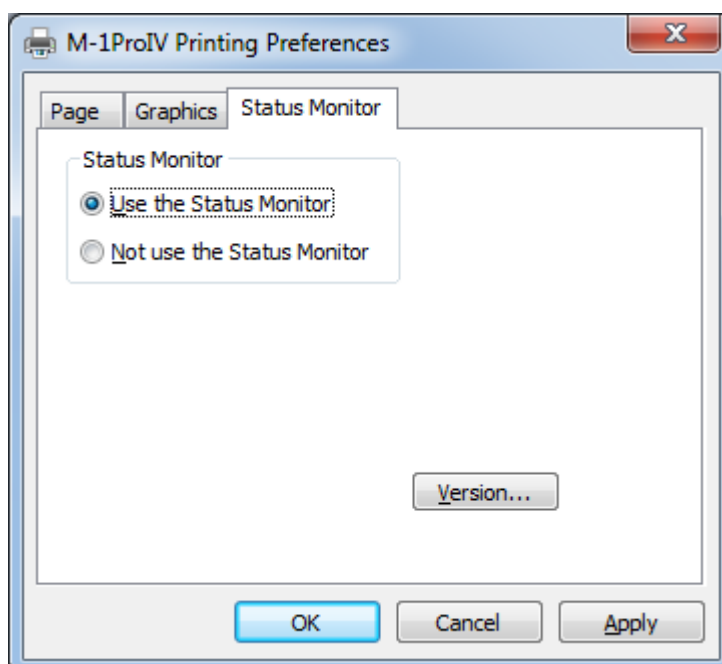 M-1ProIV Printing Preferences
Page
Graphics
Status Monitor
Status Monitor
Use the Status Monitor
Not use the Status Monitor
Version...
OK
Cancel
Apply